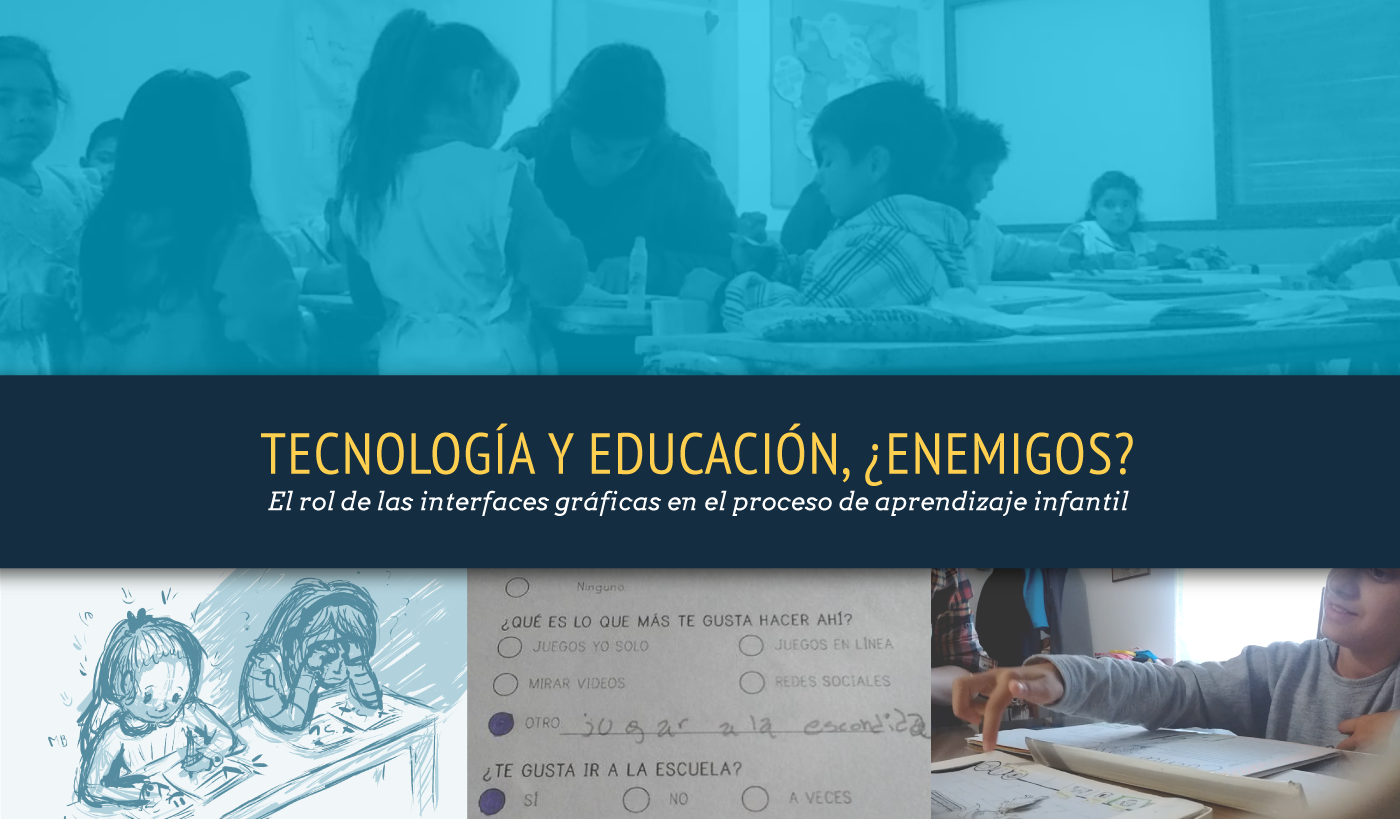 TECNOLOGÍA Y EDUCACIÓN, ¿ENEMIGOS?
El rol de las interfaces gráficas en el proceso de aprendizaje infantil
Ninguno
¿QUÉ ES LO QUE MÁS TE GUSTA HACER AHÍ?
JUEGOS YO SOLO JUEGOS EN LÍNEA
MIRAR VIDEOS REDES SOCIALES
OTRO jugar a la escondida
¿TE GUSTA IR A LA ESCUELA?
SÍ NO A VECES
MB